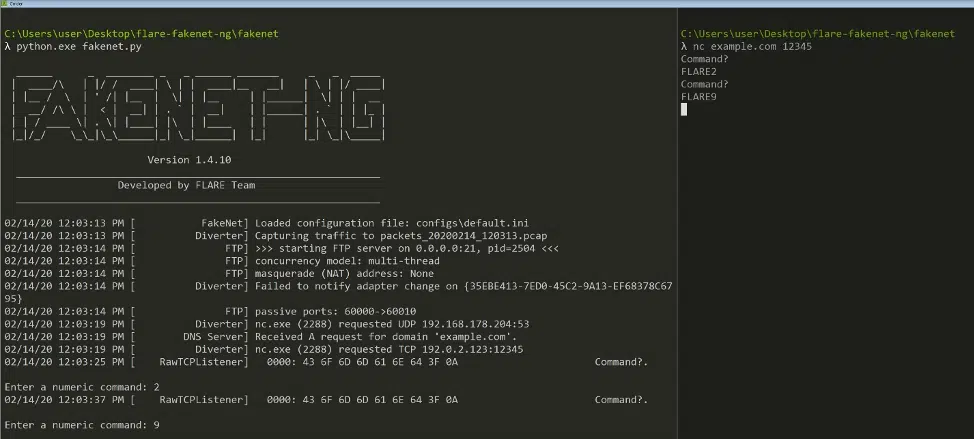 Cmder
C:\Users\user\Desktop\flare-fakenet-ng\fakenet
λ python.exe fakenet.py
FAKENET-NG
Version 1.4.10
Developed by FLARE Team
02/14/20 12:03:13 PM [ FakeNet] Loaded configuration file: configs\default.ini
02/14/20 12:03:13 PM [ Diverter] Capturing traffic to packets_20200214_120313.pcap
02/14/20 12:03:14 PM [ FTP] >>> starting FTP server on 0.0.0.0:21, pid=2504 <<<
02/14/20 12:03:14 PM [ FTP] concurrency model: multi-thread
02/14/20 12:03:14 PM [ FTP] masquerade (NAT) address: None
02/14/20 12:03:14 PM [ Diverter] Failed to notify adapter change on {35EBE413-7ED0-45C2-9A13-EF68378C67
95}
02/14/20 12:03:14 PM [ FTP] passive ports: 60000->60010
02/14/20 12:03:19 PM [ Diverter] nc.exe (2288) requested UDP 192.168.178.204:53
02/14/20 12:03:19 PM [ DNS Server] Received A request for domain 'example.com'.
02/14/20 12:03:19 PM [ Diverter] nc.exe (2288) requested TCP 192.0.2.123:12345
02/14/20 12:03:25 PM [ RawTCPListener] 0000: 43 6F 6D 6D 61 6E 64 3F 0A Command?.
Enter a numeric command: 2
02/14/20 12:03:37 PM [ RawTCPListener] 0000: 43 6F 6D 6D 61 6E 64 3F 0A Command?.
Enter a numeric command: 9
C:\Users\user\Desktop\flare-fakenet-ng\fakenet
λ nc example.com 12345
Command?
FLARE2
Command?
FLARE9